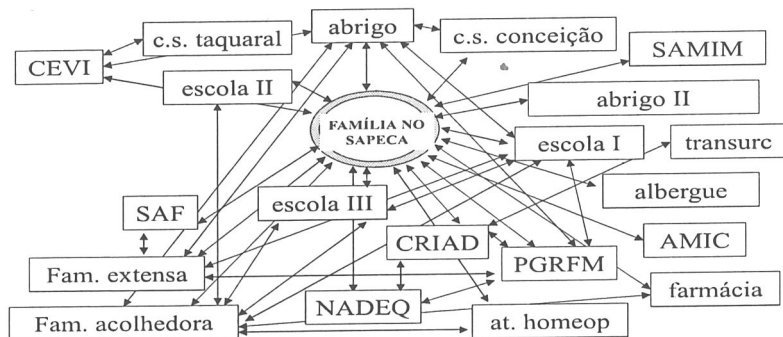 abrigo
c.s. taquaral
c.s. conceição
SAMIM
CEVI
escola II
abrigo II
FAMÍLIA NO
SAPECA
escola I
transurc
albergue
escola III
SAF
CRIAD
AMIC
Fam. extensa
PGRFM
farmácia
NADEQ
Fam. acolhedora
at. homeop